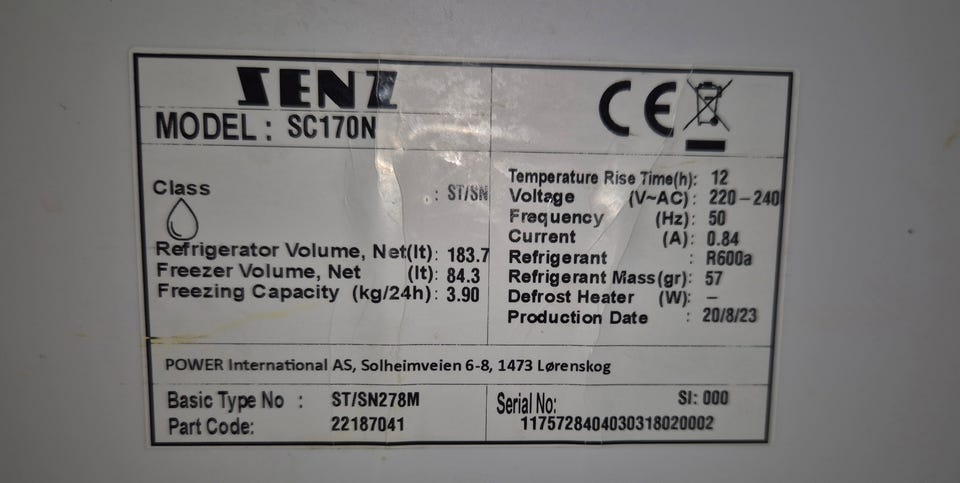 SENZ
MODEL : SC170N
CE
Class : ST/SN
Refrigerator Volume, Net(lt): 183.7
Freezer Volume, Net (lt): 84.3
Freezing Capacity (kg/24h): 3.90
Temperature Rise Time(h): 12
Voltage (V~AC): 220-240
Frequency (Hz): 50
Current (A): 0.84
Refrigerant : R600a
Refrigerant Mass(gr): 57
Defrost Heater (W): –
Production Date : 20/8/23
POWER International AS, Solheimveien 6-8, 1473 Lørenskog
Basic Type No : ST/SN278M
Part Code: 22187041
Serial No: SI: 000
1175728404030318020002